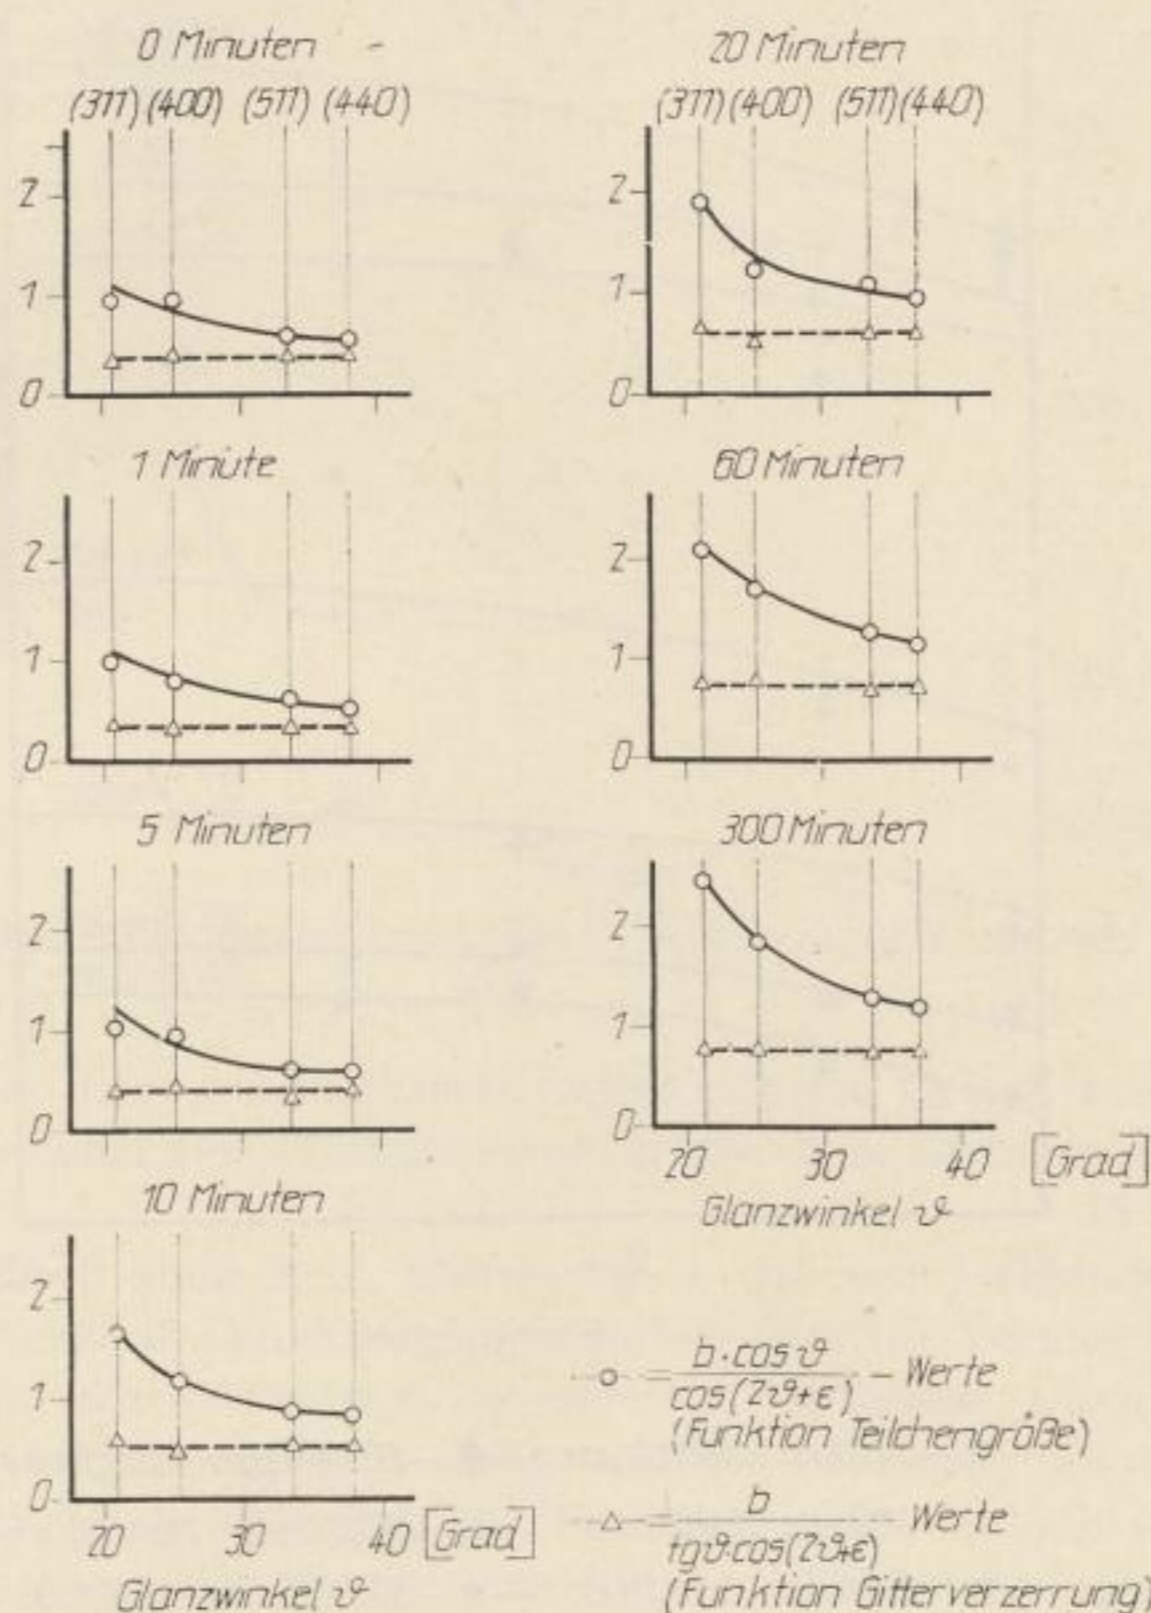 0 Minuten
(311) (400) (511) (440)
2
1
0
1 Minute
2
1
0
5 Minuten
2
1
0
10 Minuten
2
1
0
20 30 40 [Grad]
Glanzwinkel ϑ
20 Minuten
(311) (400) (511) (440)
2
1
0
60 Minuten
2
1
0
300 Minuten
2
1
0
20 30 40 [Grad]
Glanzwinkel ϑ
○ = b·cosϑ / cos(2ϑ+ε) – Werte
(Funktion Teilchengröße)
△ = b / tgϑ·cos(2ϑ+ε) – Werte
(Funktion Gitterverzerrung)